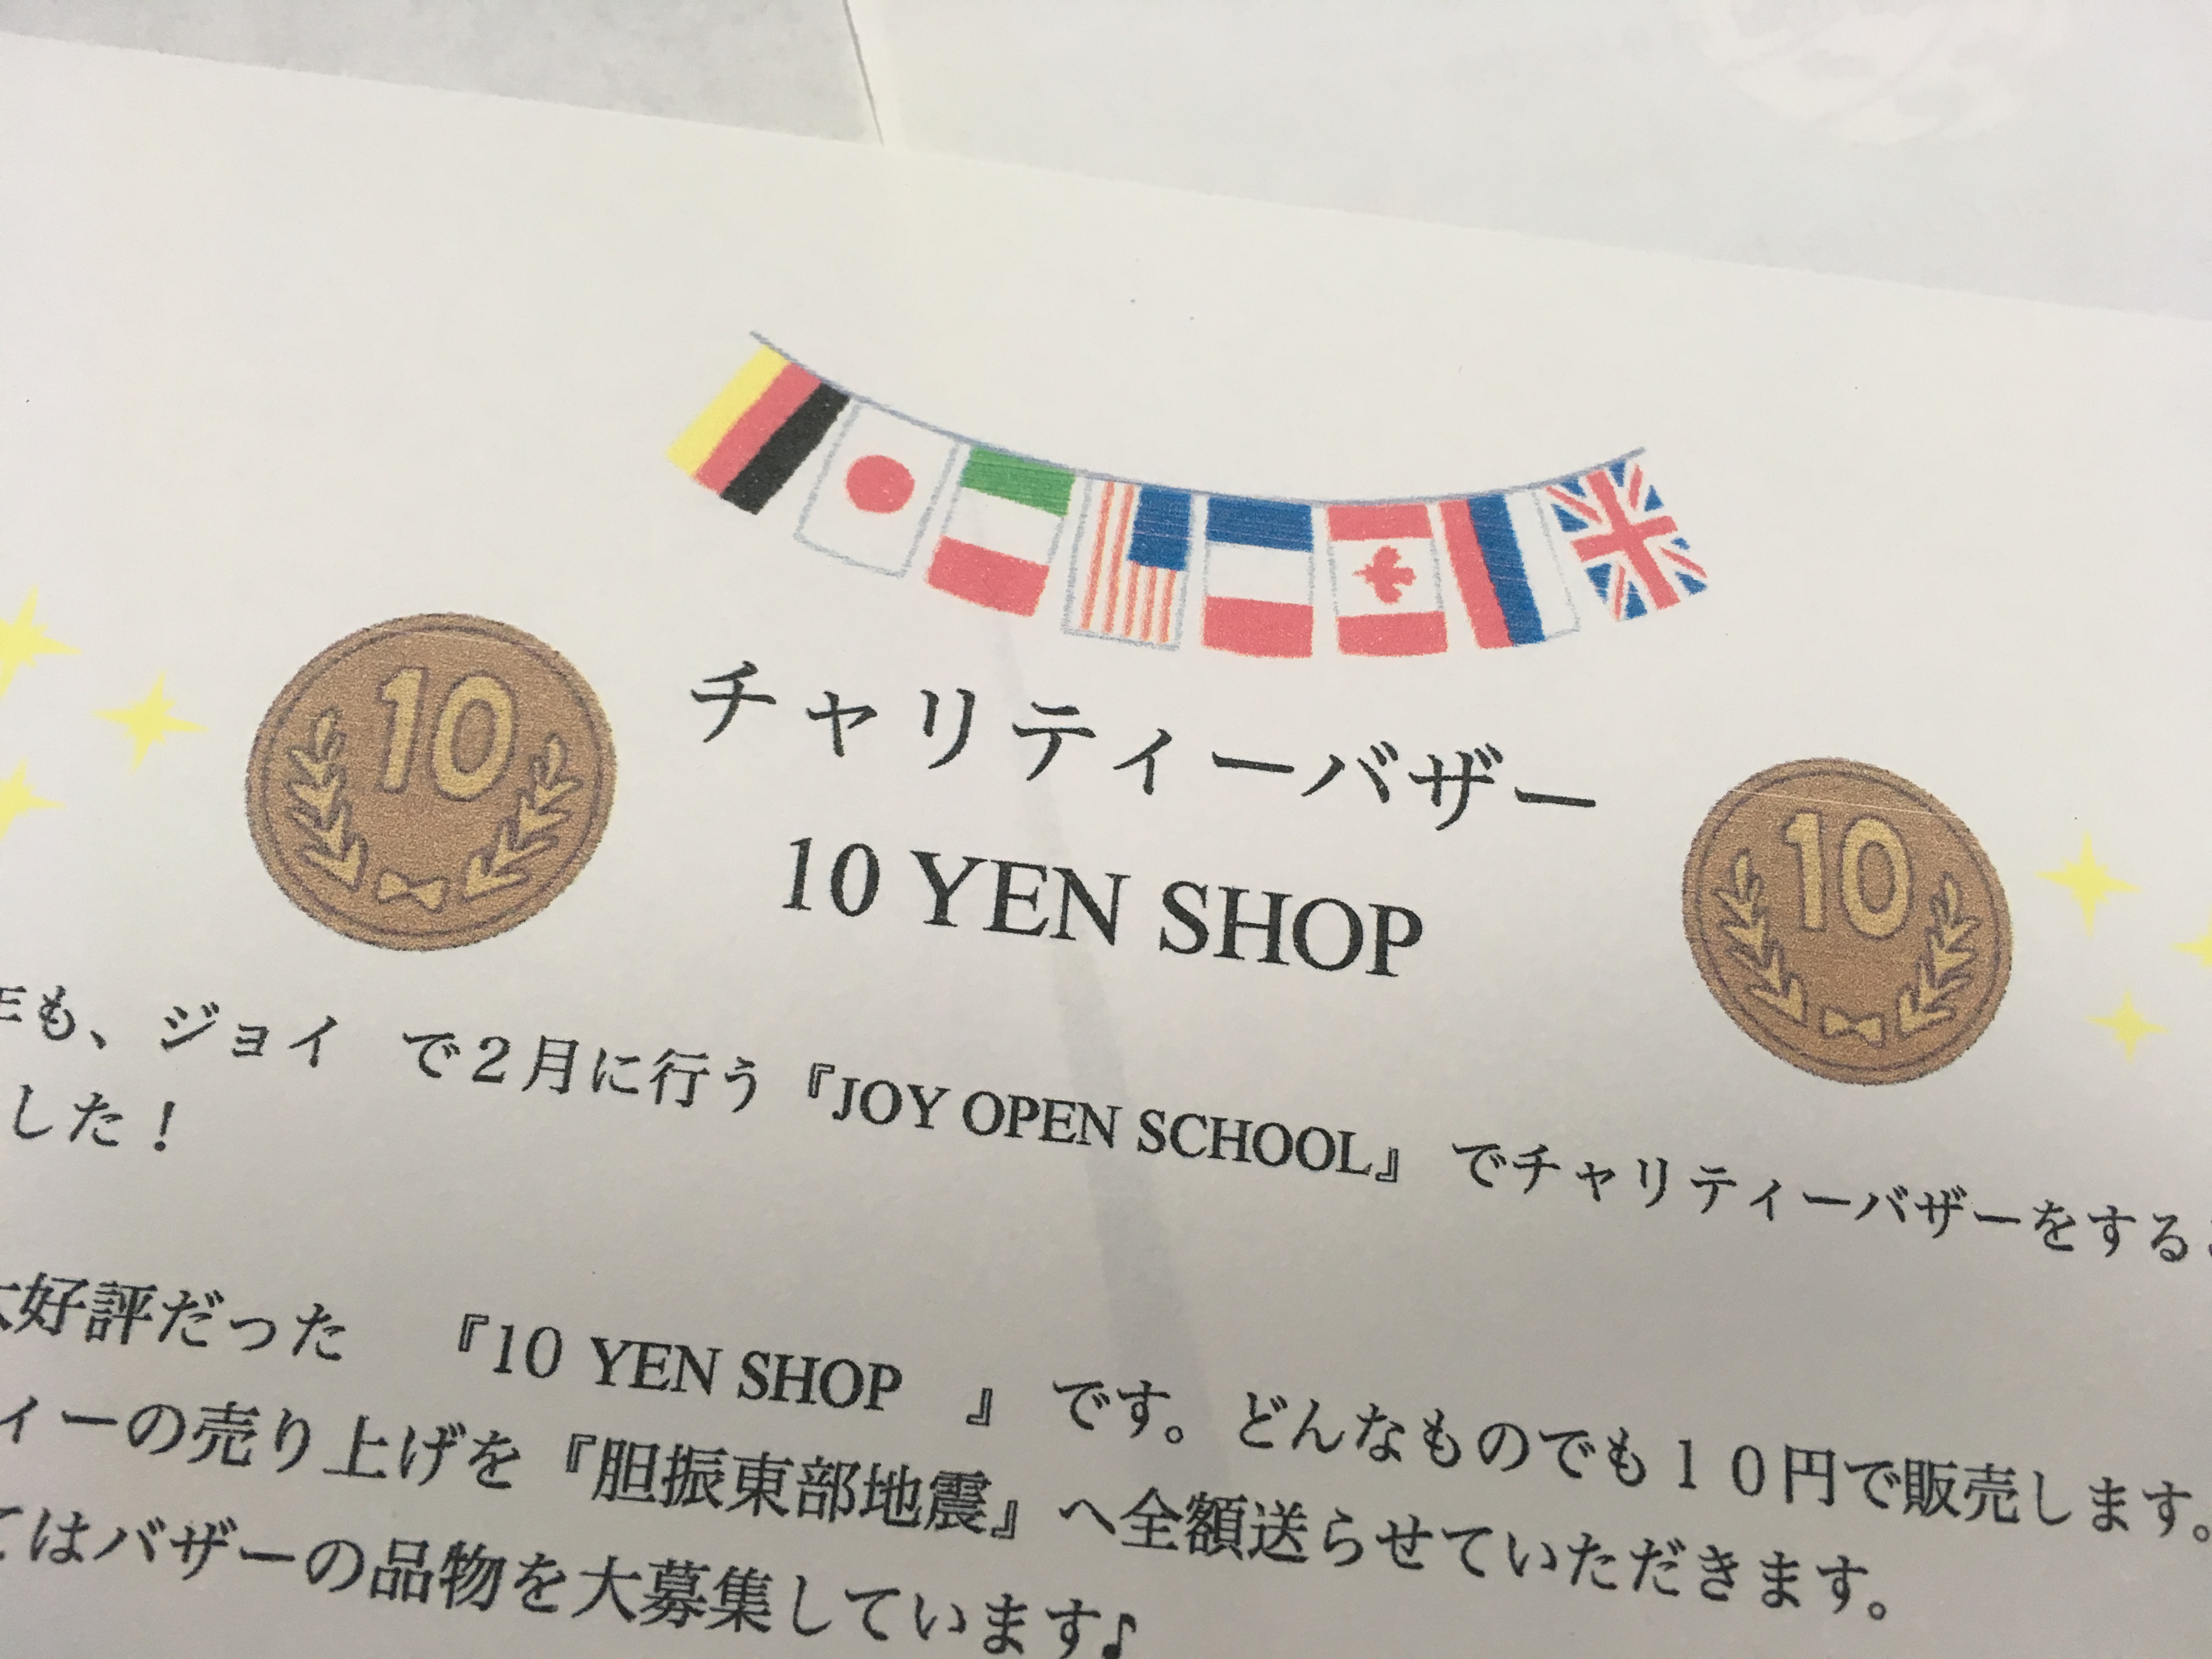 チャリティーバザー
10 YEN SHOP
10
10
も、ジョイ で２月に行う『JOY OPEN SCHOOL』 でチャリティーバザーをする
した！
好評だった 『10 YEN SHOP 』 です。どんなものでも１０円で販売します。
ィーの売り上げを『胆振東部地震』へ全額送らせていただきます。
てはバザーの品物を大募集しています♪